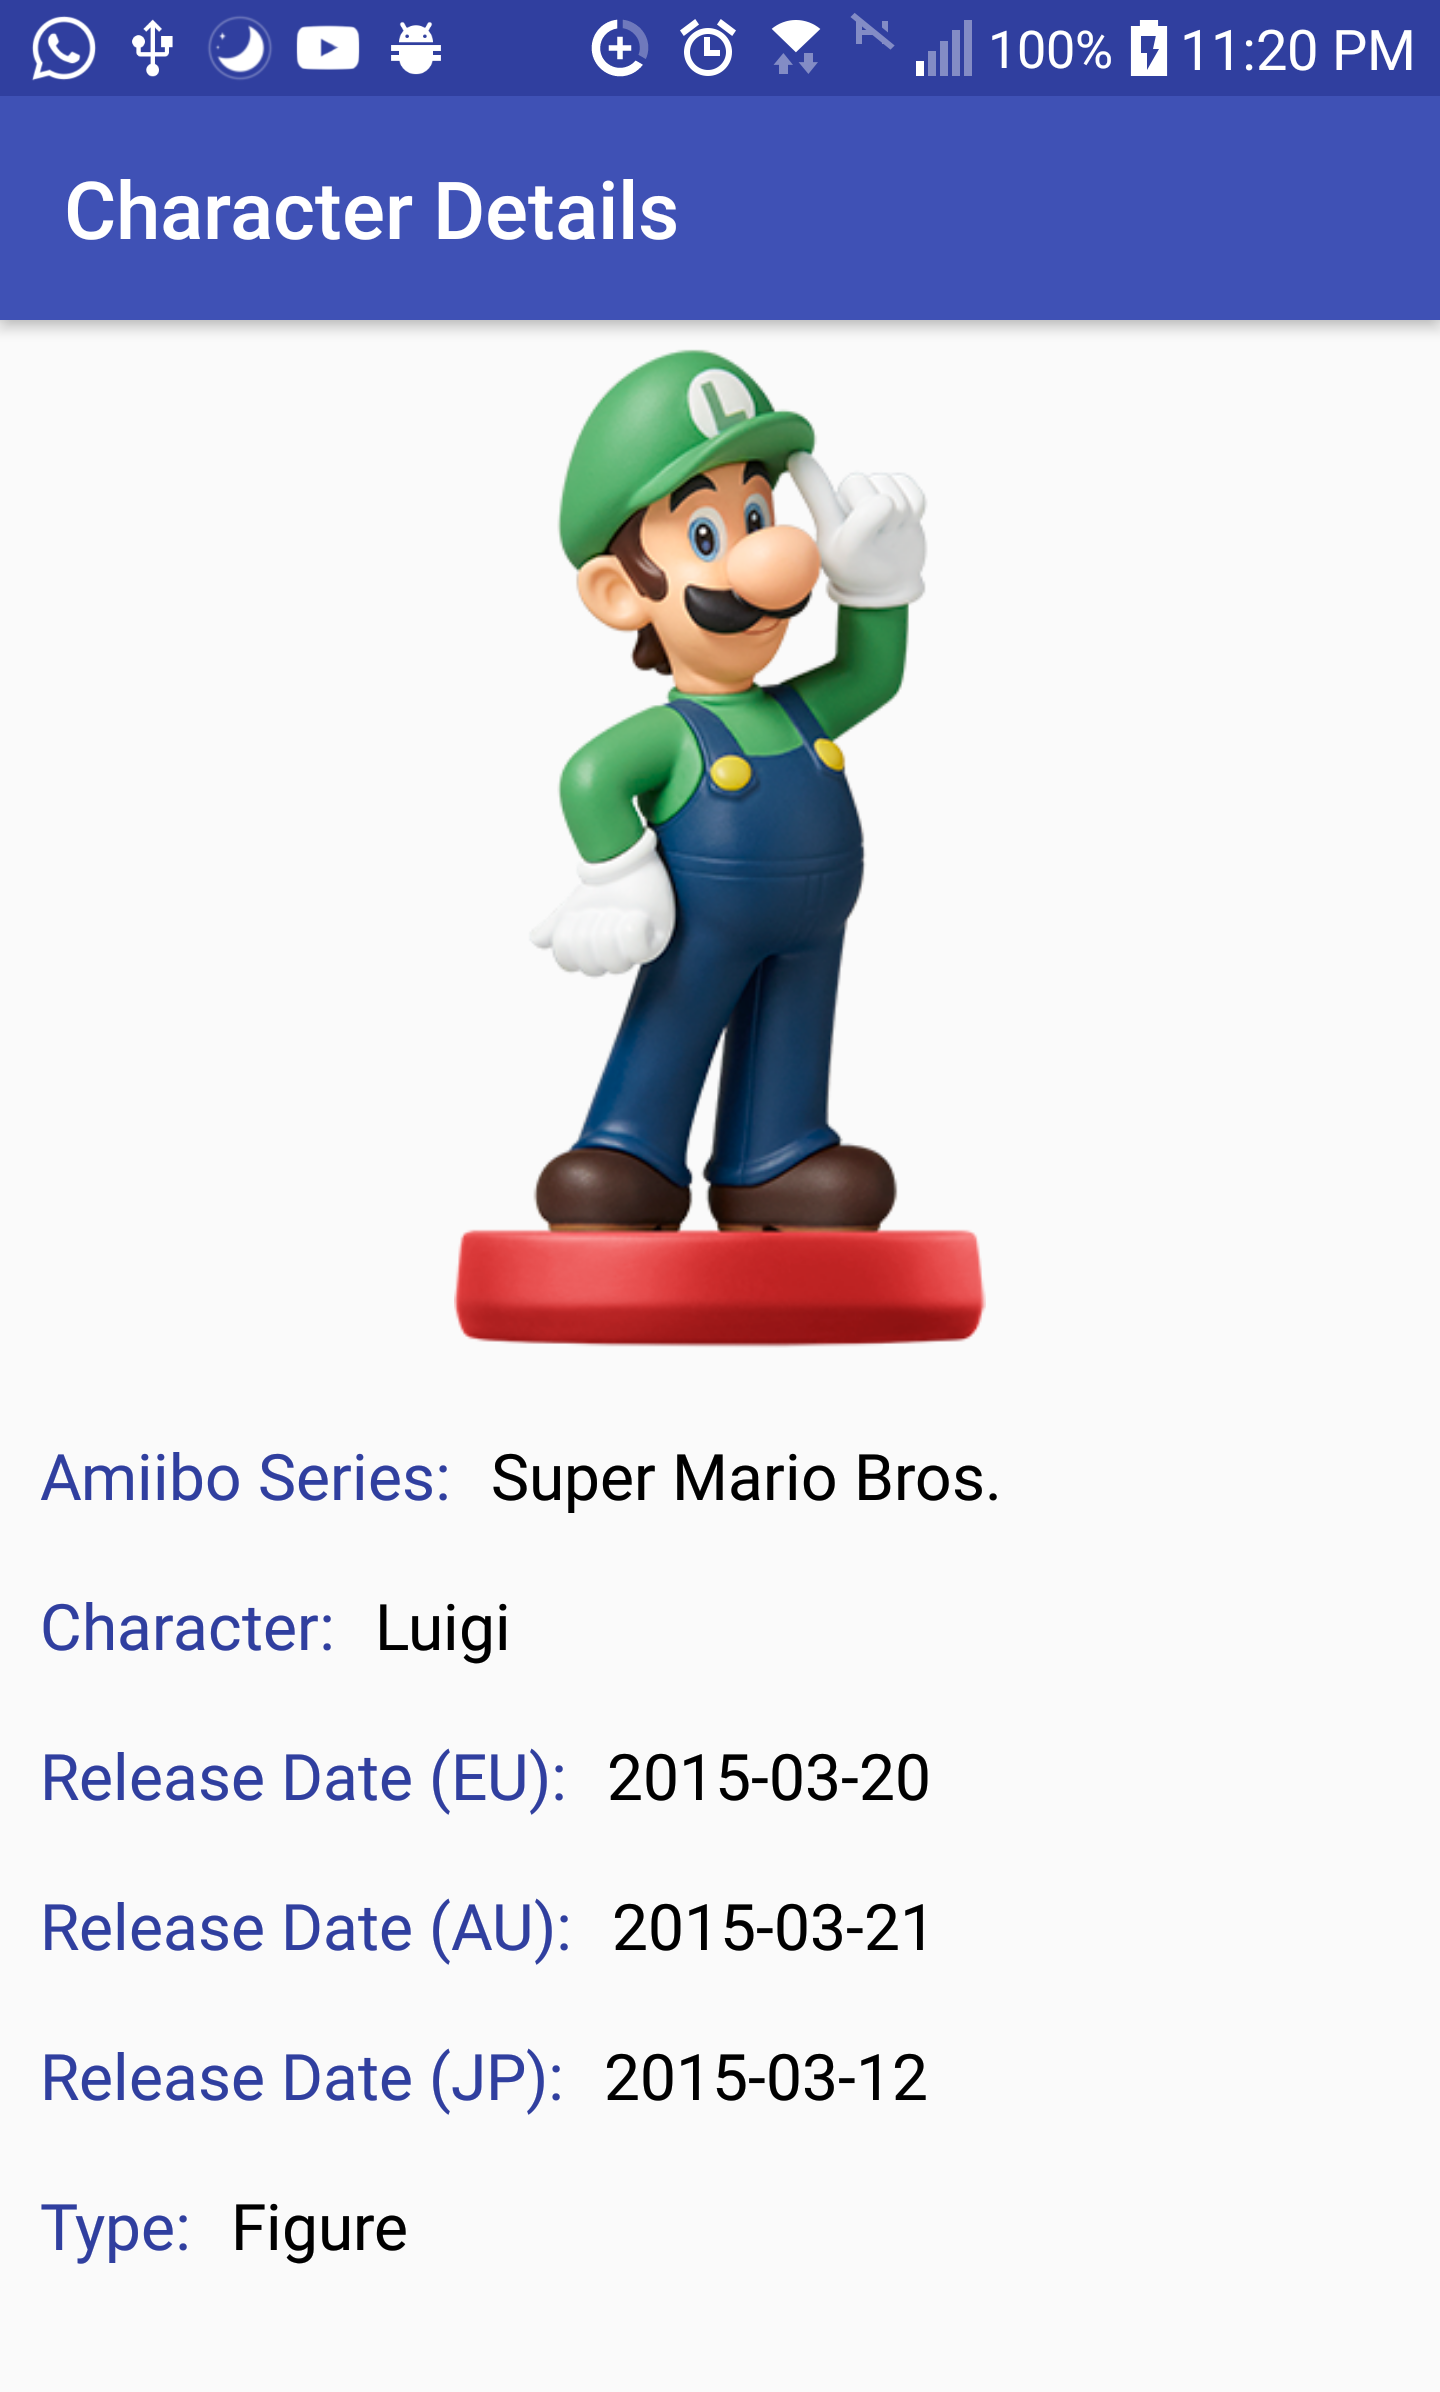 100% 11:20 PM
Character Details
L
Amiibo Series: Super Mario Bros.
Character: Luigi
Release Date (EU): 2015-03-20
Release Date (AU): 2015-03-21
Release Date (JP): 2015-03-12
Type: Figure